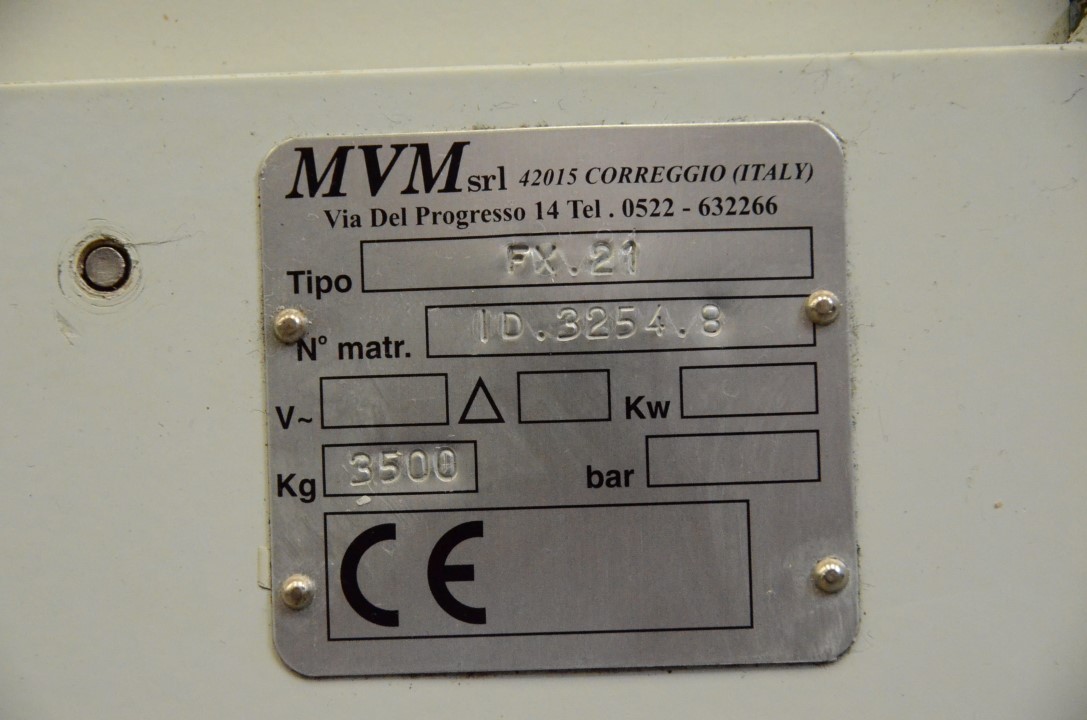 MVM srl 42015 CORREGGIO (ITALY)
Via Del Progresso 14 Tel . 0522 - 632266
Tipo FX.21
N° matr. ID.3254.8
V~ Δ Kw
Kg 3500 bar
CE